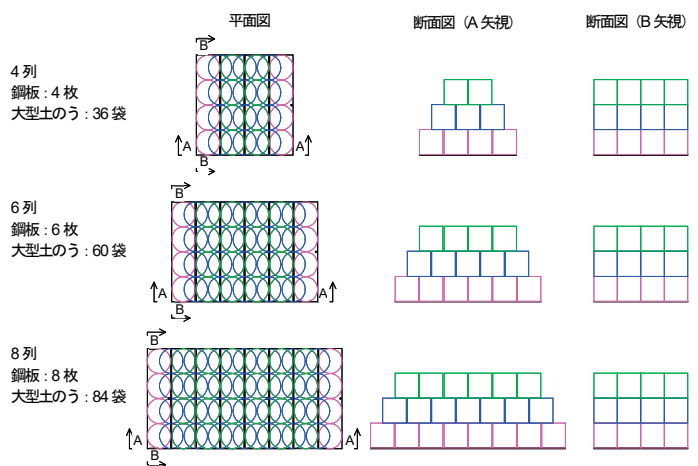 平面図
断面図（A 矢視）
断面図（B 矢視）
B
4 列
鋼板 : 4 枚
大型土のう : 36 袋
A
A
B
B
6 列
鋼板 : 6 枚
大型土のう : 60 袋
A
A
B
B
8 列
鋼板 : 8 枚
大型土のう : 84 袋
A
A
B